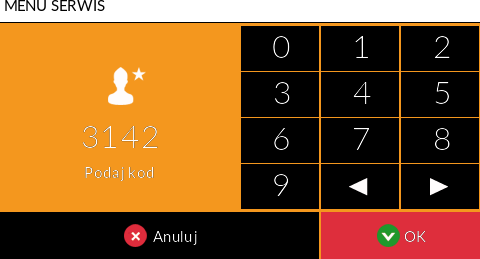 MENU SERWIS
0 1 2
3 4 5
3142
6 7 8
Podaj kod
9
Anuluj OK